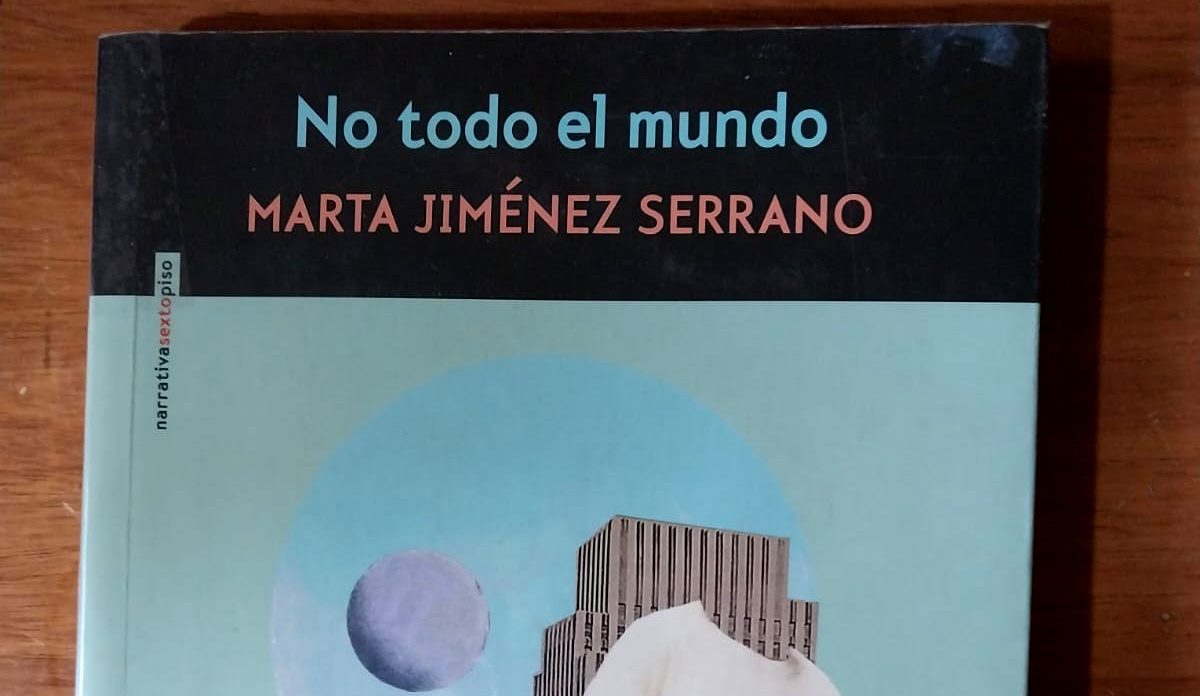 No todo el mundo
MARTA JIMÉNEZ SERRANO
narrativasextopiso